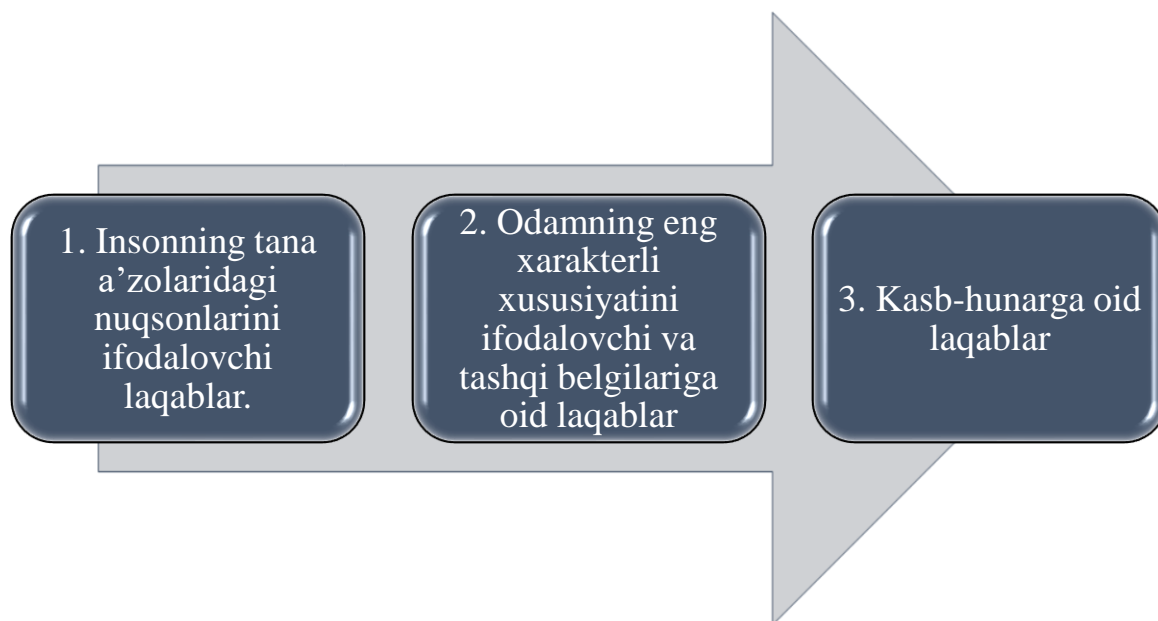 1. Insonning tana
a’zolaridagi
nuqsonlarini
ifodalovchi
laqablar.
2. Odamning eng
xarakterli
xususiyatini
ifodalovchi va
tashqi belgilariga
oid laqablar
3. Kasb-hunarga oid
laqablar